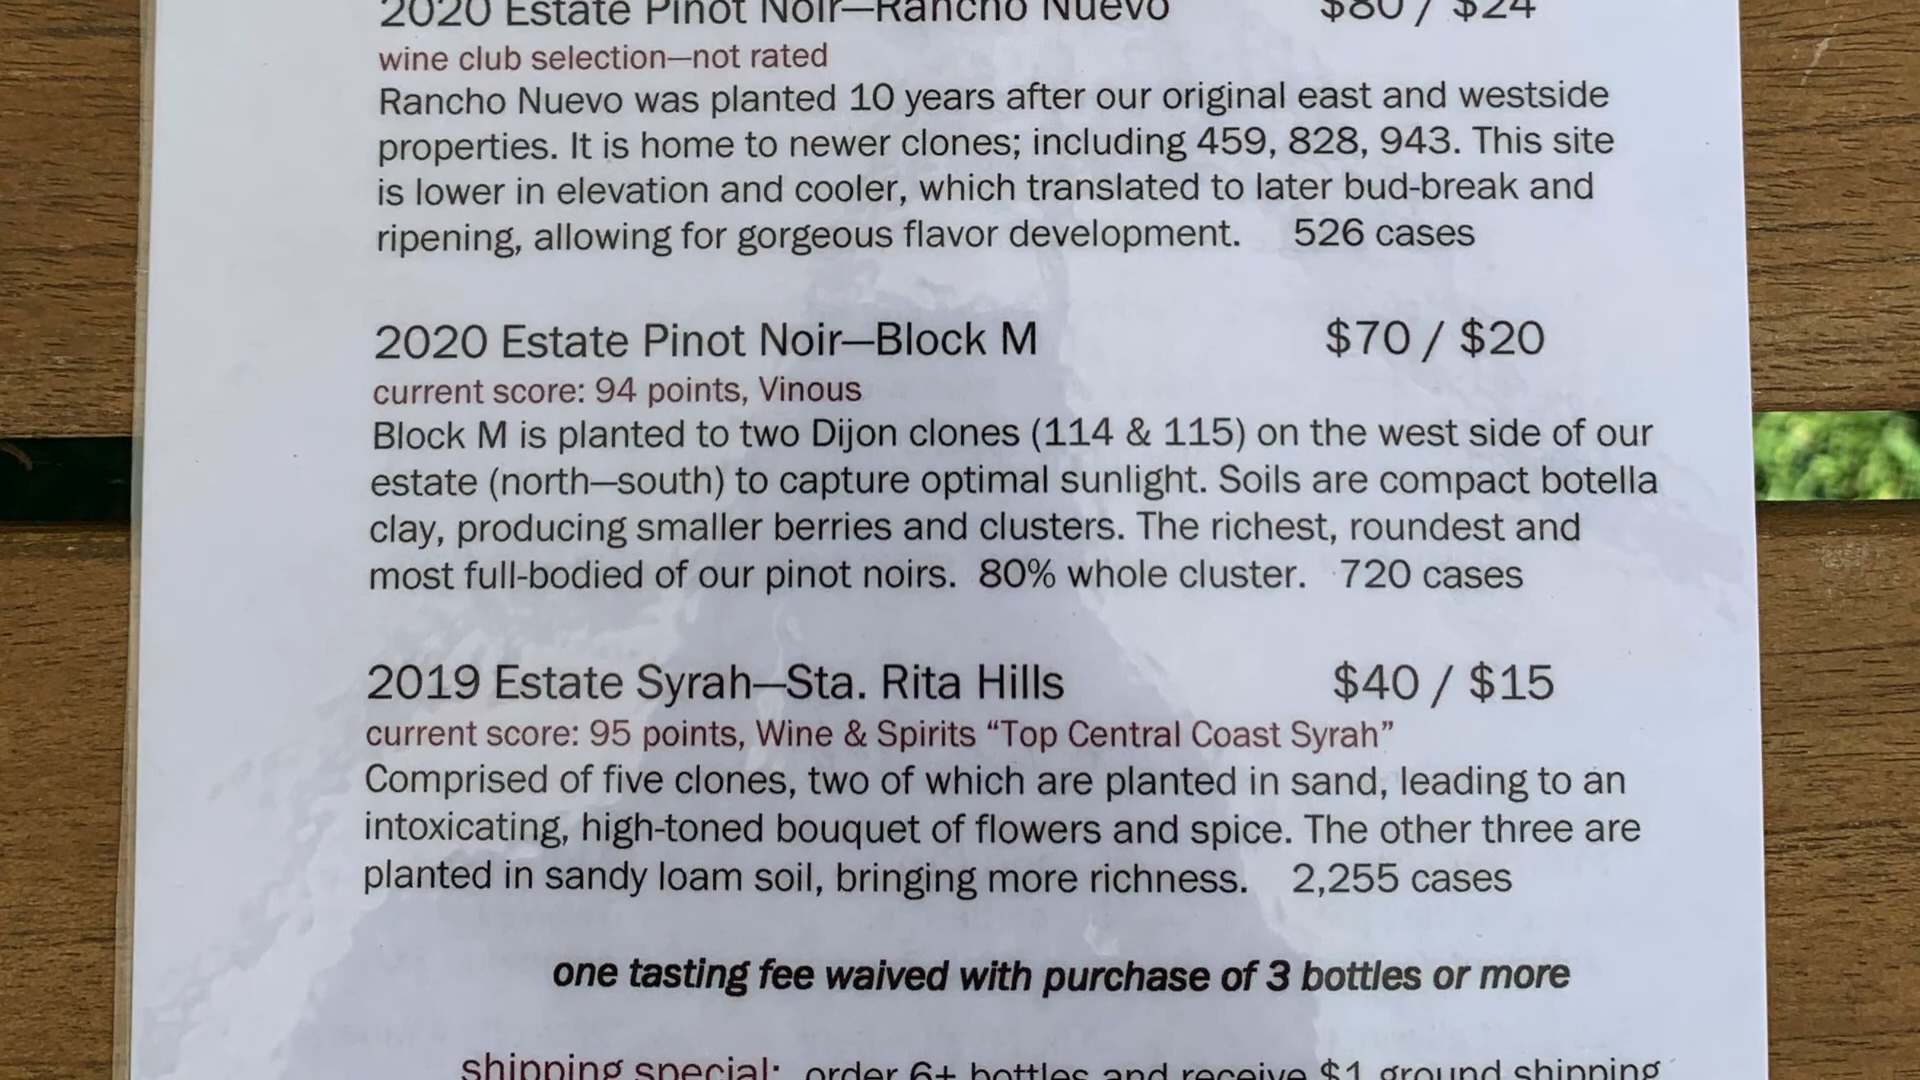 2020 Estate Pinot Noir—Rancho Nuevo $80 / $24
wine club selection—not rated
Rancho Nuevo was planted 10 years after our original east and westside
properties. It is home to newer clones; including 459, 828, 943. This site
is lower in elevation and cooler, which translated to later bud-break and
ripening, allowing for gorgeous flavor development. 526 cases
2020 Estate Pinot Noir—Block M $70 / $20
current score: 94 points, Vinous
Block M is planted to two Dijon clones (114 & 115) on the west side of our
estate (north—south) to capture optimal sunlight. Soils are compact botella
clay, producing smaller berries and clusters. The richest, roundest and
most full-bodied of our pinot noirs. 80% whole cluster. 720 cases
2019 Estate Syrah—Sta. Rita Hills $40 / $15
current score: 95 points, Wine & Spirits “Top Central Coast Syrah”
Comprised of five clones, two of which are planted in sand, leading to an
intoxicating, high-toned bouquet of flowers and spice. The other three are
planted in sandy loam soil, bringing more richness. 2,255 cases
one tasting fee waived with purchase of 3 bottles or more
shipping special: order 6+ bottles and receive $1 ground shipping